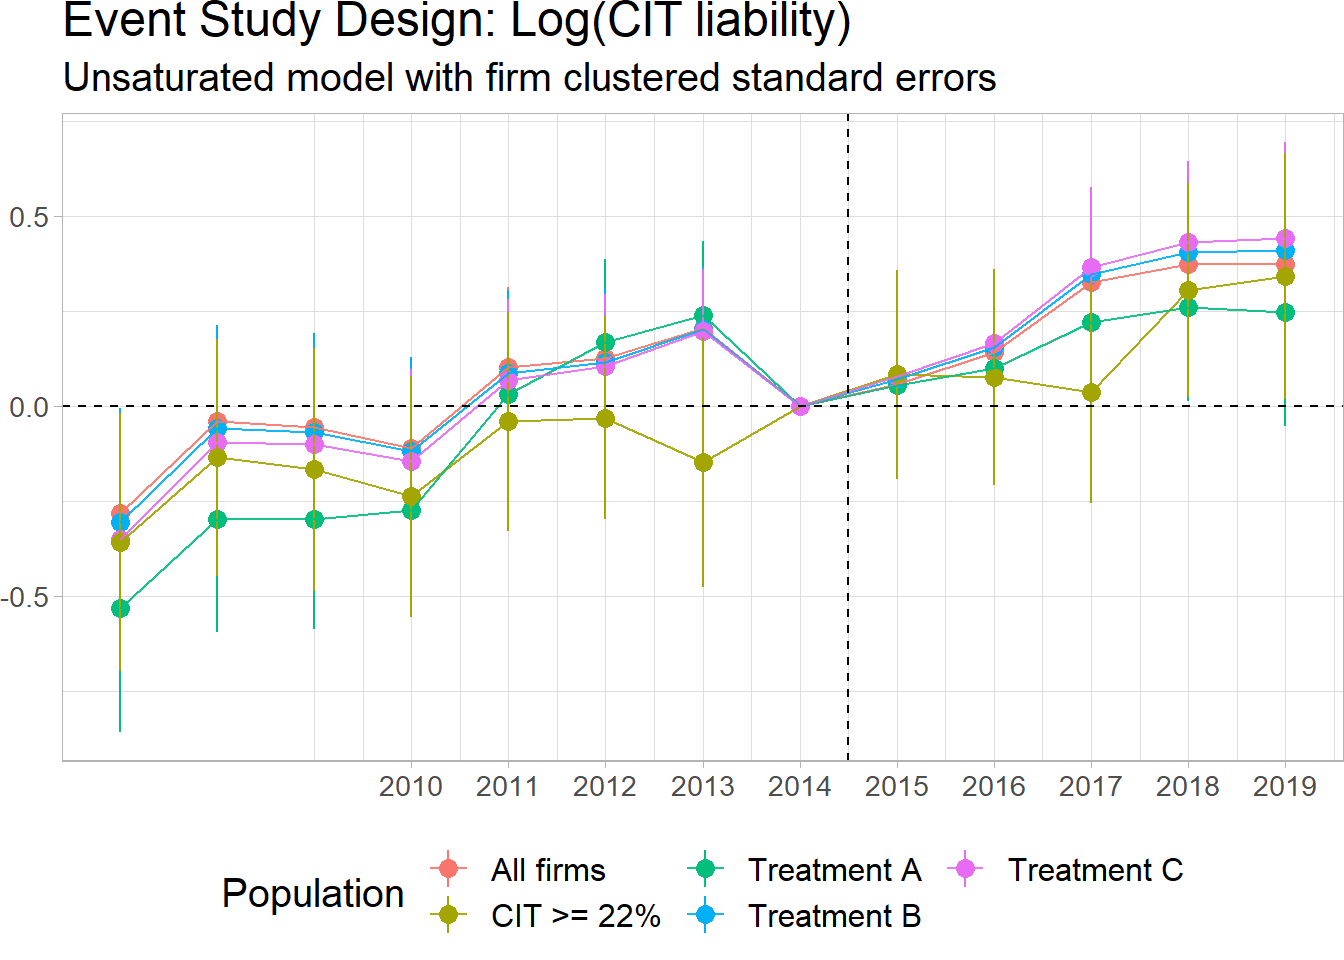 Event Study Design: Log(CIT liability)
Unsaturated model with firm clustered standard errors
0.5
0.0
-0.5
2010 2011 2012 2013 2014 2015 2016 2017 2018 2019
Population
All firms Treatment A Treatment C
CIT >= 22% Treatment B